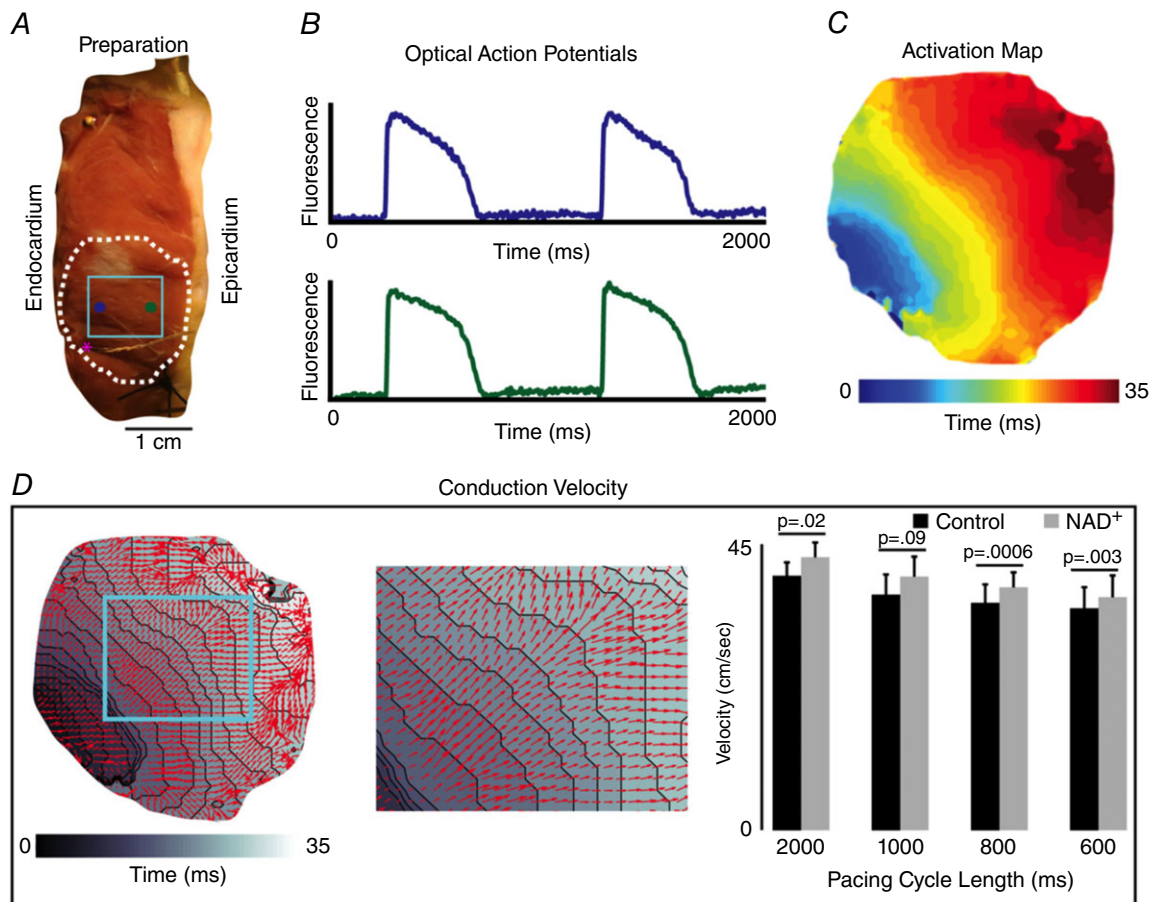 A
Preparation
Endocardium
Epicardium
*
1 cm
B
Optical Action Potentials
Fluorescence
0
2000
Time (ms)
Fluorescence
0
2000
Time (ms)
C
Activation Map
0
35
Time (ms)
D
Conduction Velocity
0
35
Time (ms)
Control
NAD⁺
p=.02
p=.09
p=.0006
p=.003
45
Velocity (cm/sec)
0
2000
1000
800
600
Pacing Cycle Length (ms)